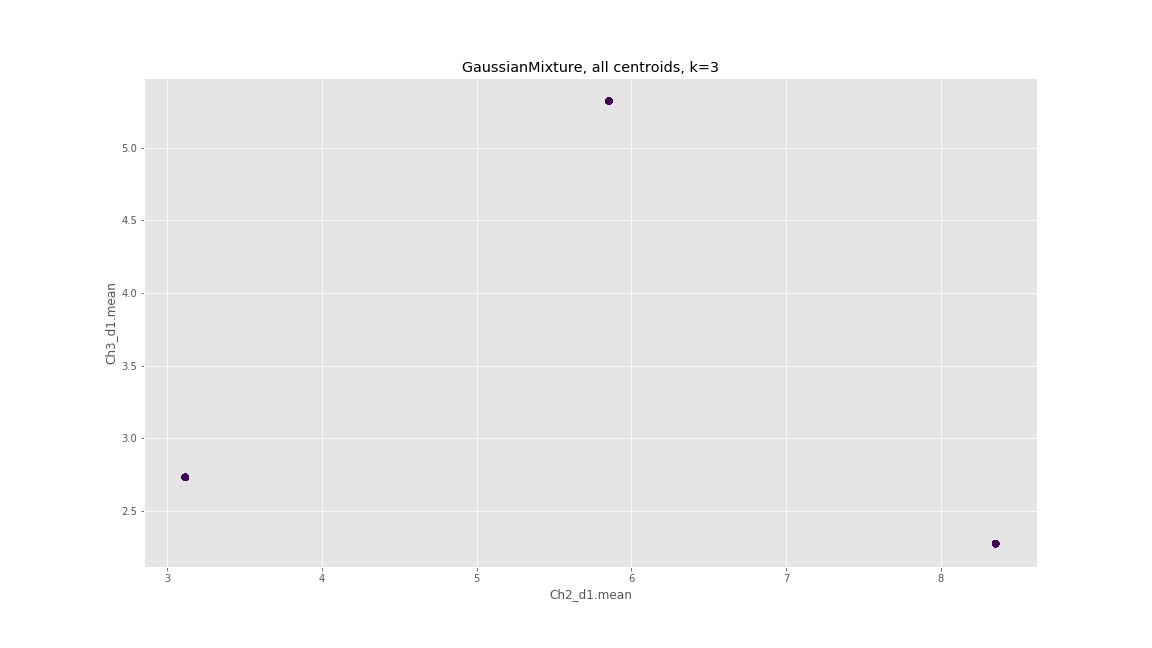 GaussianMixture, all centroids, k=3
5.0
4.5
4.0
3.5
3.0
2.5
Ch3_d1.mean
3 4 5 6 7 8
Ch2_d1.mean